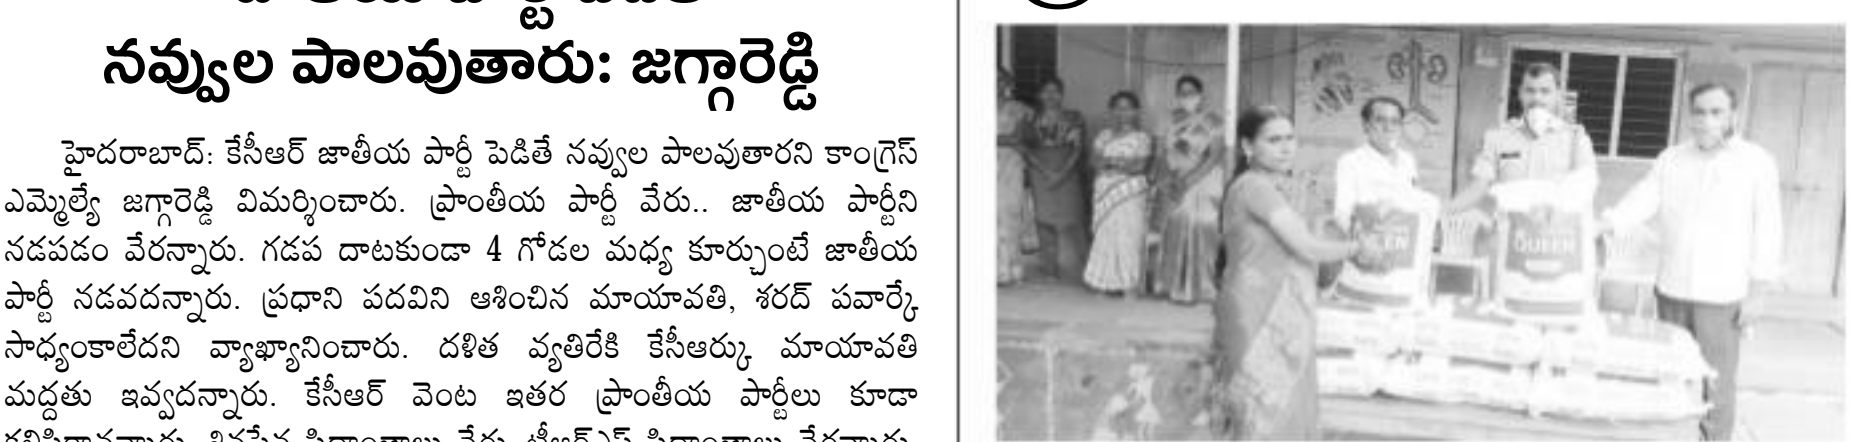 నవ్వుల పాలవుతారు: జగ్గారెడ్డి
హైదరాబాద్: కేసీఆర్ జాతీయ పార్టీ పెడితే నవ్వుల పాలవుతారని కాంగ్రెస్
ఎమ్మెల్యే జగ్గారెడ్డి విమర్శించారు. ప్రాంతీయ పార్టీ వేరు.. జాతీయ పార్టీని
నడపడం వేరన్నారు. గడప దాటకుండా 4 గోడల మధ్య కూర్చుంటే జాతీయ
పార్టీ నడవదన్నారు. ప్రధాని పదవిని ఆశించిన మాయావతి, శరద్ పవార్కే
సాధ్యంకాలేదని వ్యాఖ్యానించారు. దళిత వ్యతిరేకి కేసీఆర్కు మాయావతి
మద్దతు ఇవ్వదన్నారు. కేసీఆర్ వెంట ఇతర ప్రాంతీయ పార్టీలు కూడా
QUEEN